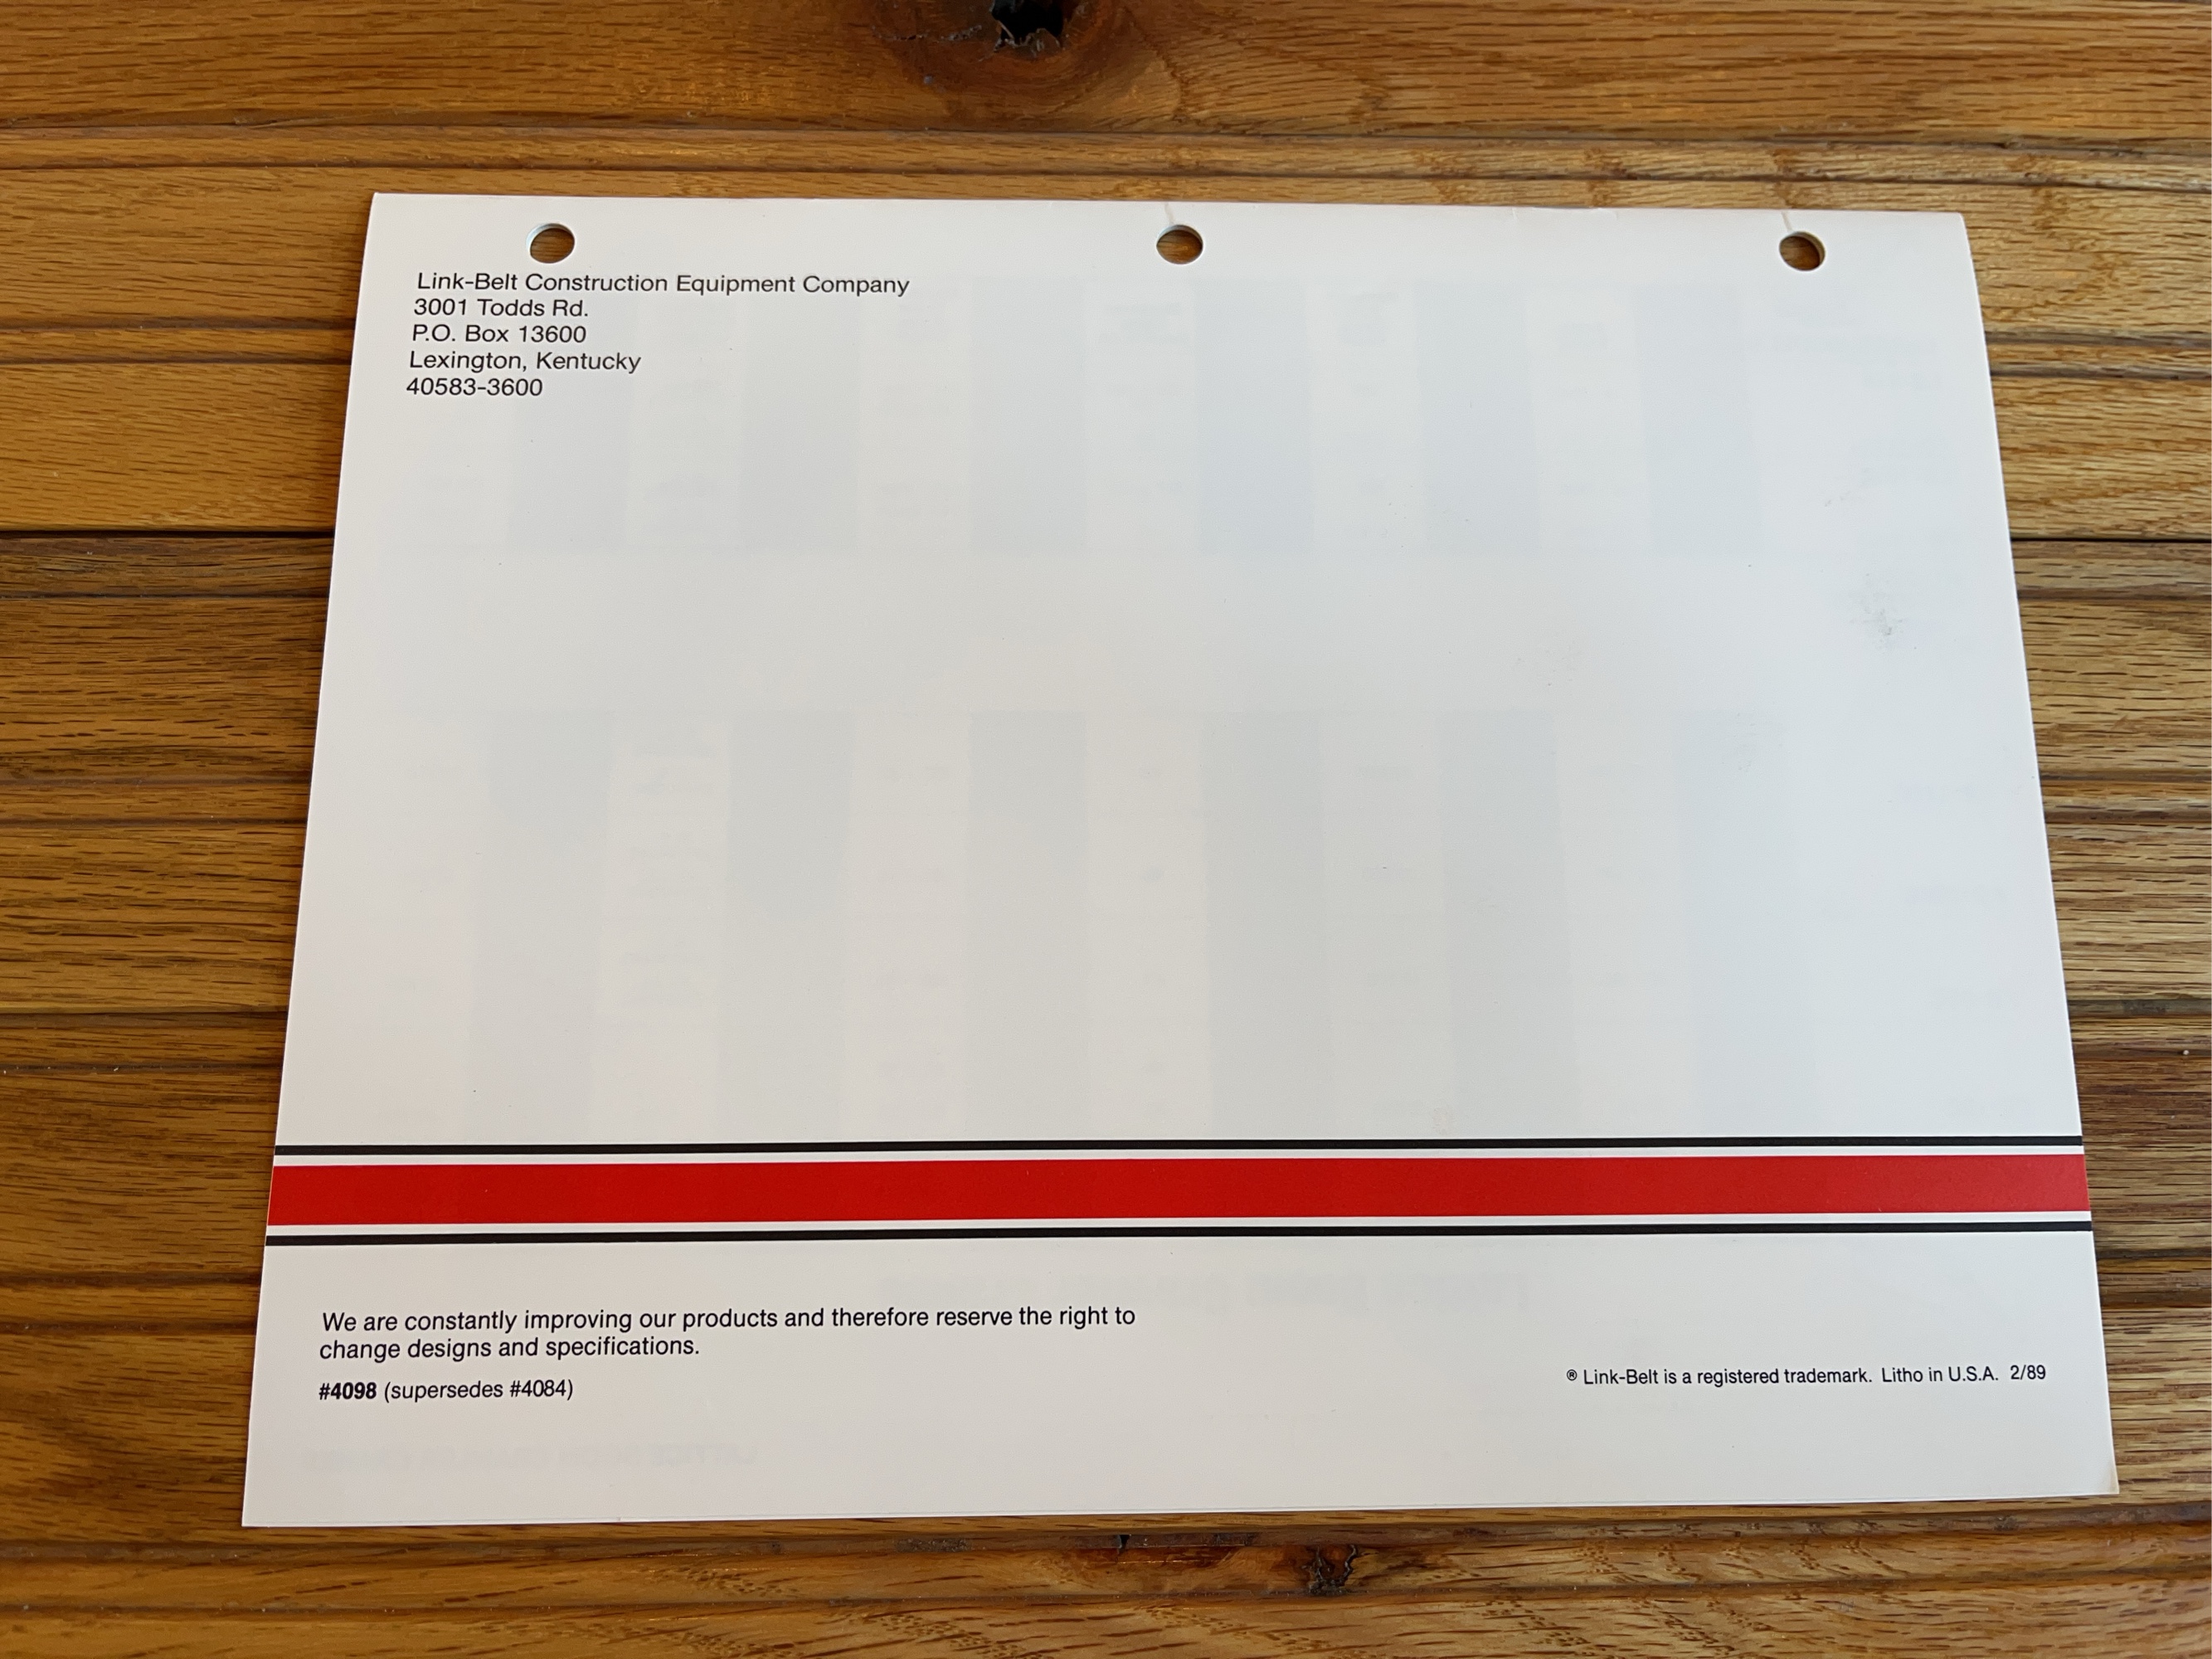 Link-Belt Construction Equipment Company
3001 Todds Rd.
P.O. Box 13600
Lexington, Kentucky
40583-3600
We are constantly improving our products and therefore reserve the right to
change designs and specifications.
#4098 (supersedes #4084)
® Link-Belt is a registered trademark. Litho in U.S.A. 2/89